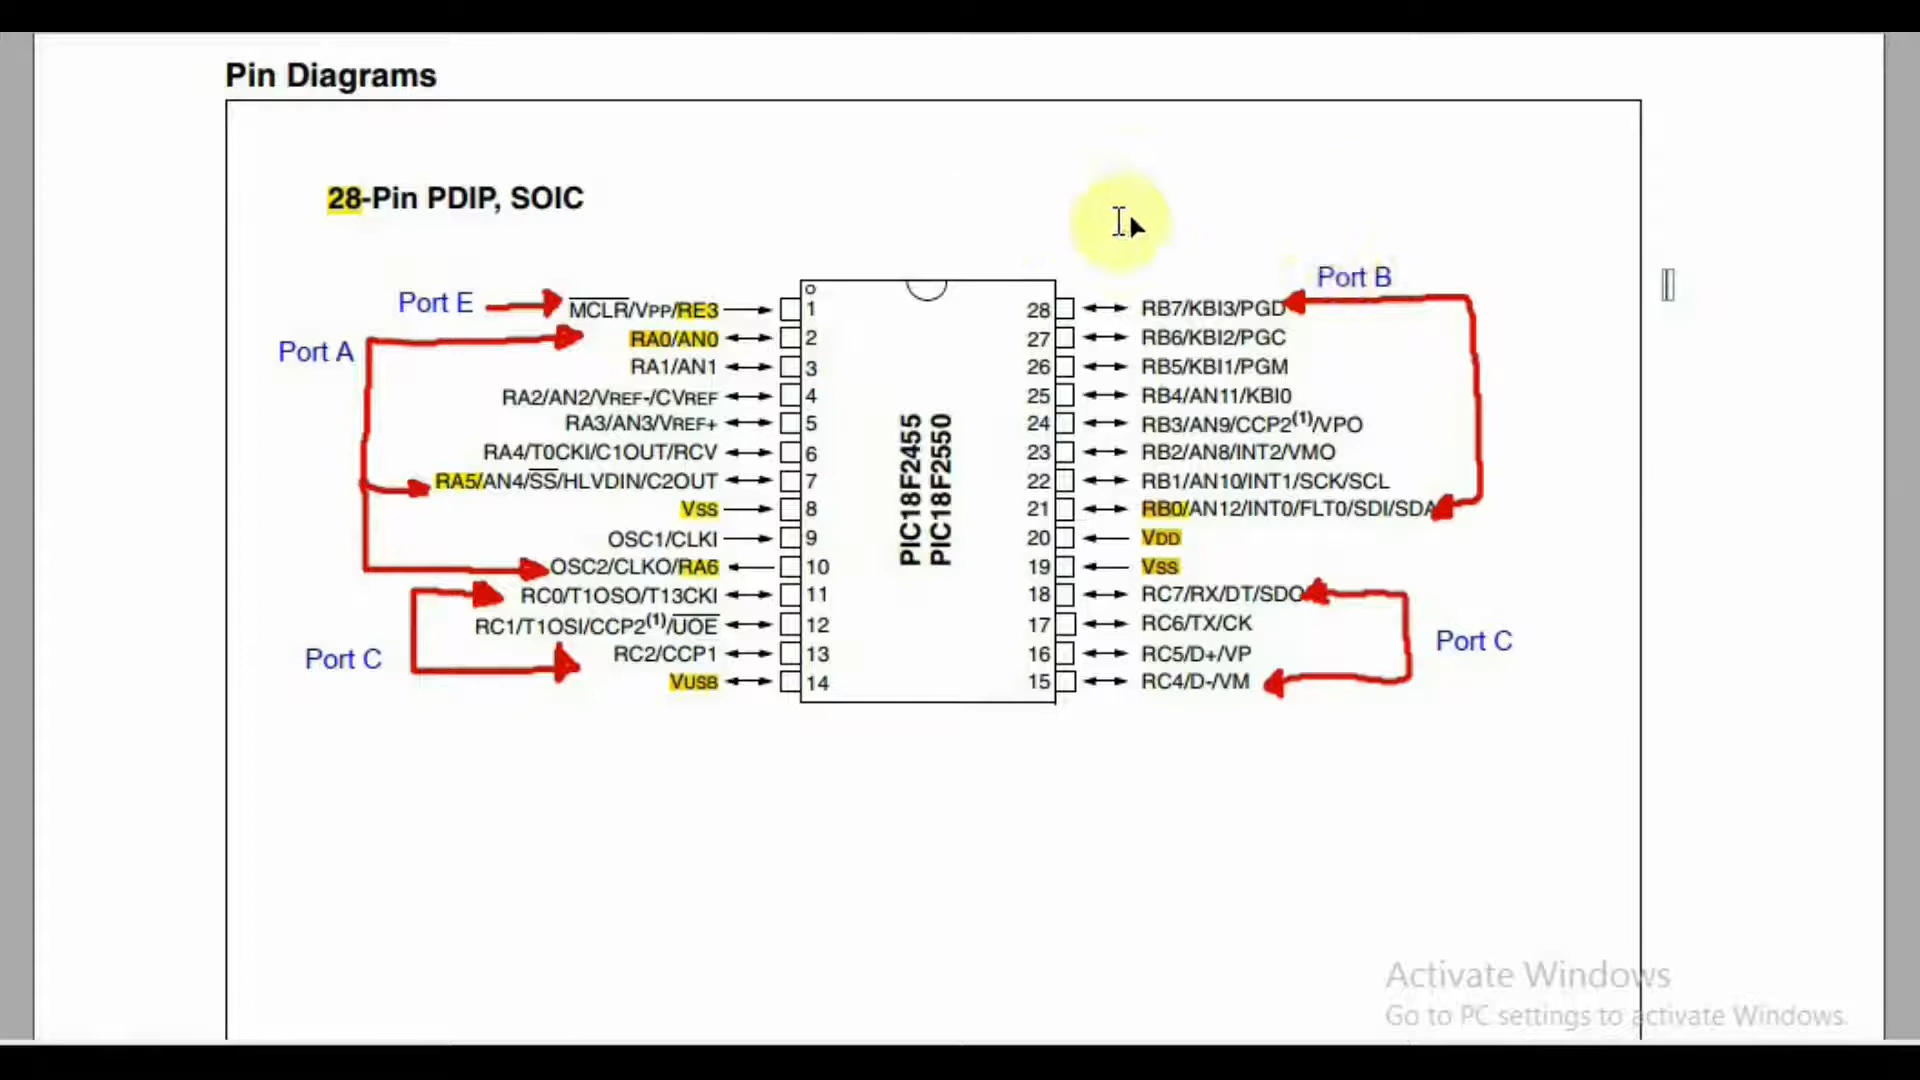 Pin Diagrams
28-Pin PDIP, SOIC
Port E
Port A
Port C
MCLR/VPP/RE3
RA0/AN0
RA1/AN1
RA2/AN2/VREF-/CVREF
RA3/AN3/VREF+
RA4/T0CKI/C1OUT/RCV
RA5/AN4/SS/HLVDIN/C2OUT
VSS
OSC1/CLKI
OSC2/CLKO/RA6
RC0/T1OSO/T13CKI
RC1/T1OSI/CCP2(1)/UOE
RC2/CCP1
VUSB
1
2
3
4
5
6
7
8
9
10
11
12
13
14
PIC18F2455
PIC18F2550
28
27
26
25
24
23
22
21
20
19
18
17
16
15
RB7/KBI3/PGD
RB6/KBI2/PGC
RB5/KBI1/PGM
RB4/AN11/KBI0
RB3/AN9/CCP2(1)/VPO
RB2/AN8/INT2/VMO
RB1/AN10/INT1/SCK/SCL
RB0/AN12/INT0/FLT0/SDI/SDA
VDD
VSS
RC7/RX/DT/SDO
RC6/TX/CK
RC5/D+/VP
RC4/D-/VM
Port B
Port C
Activate Windows
Go to PC settings to activate Windows.